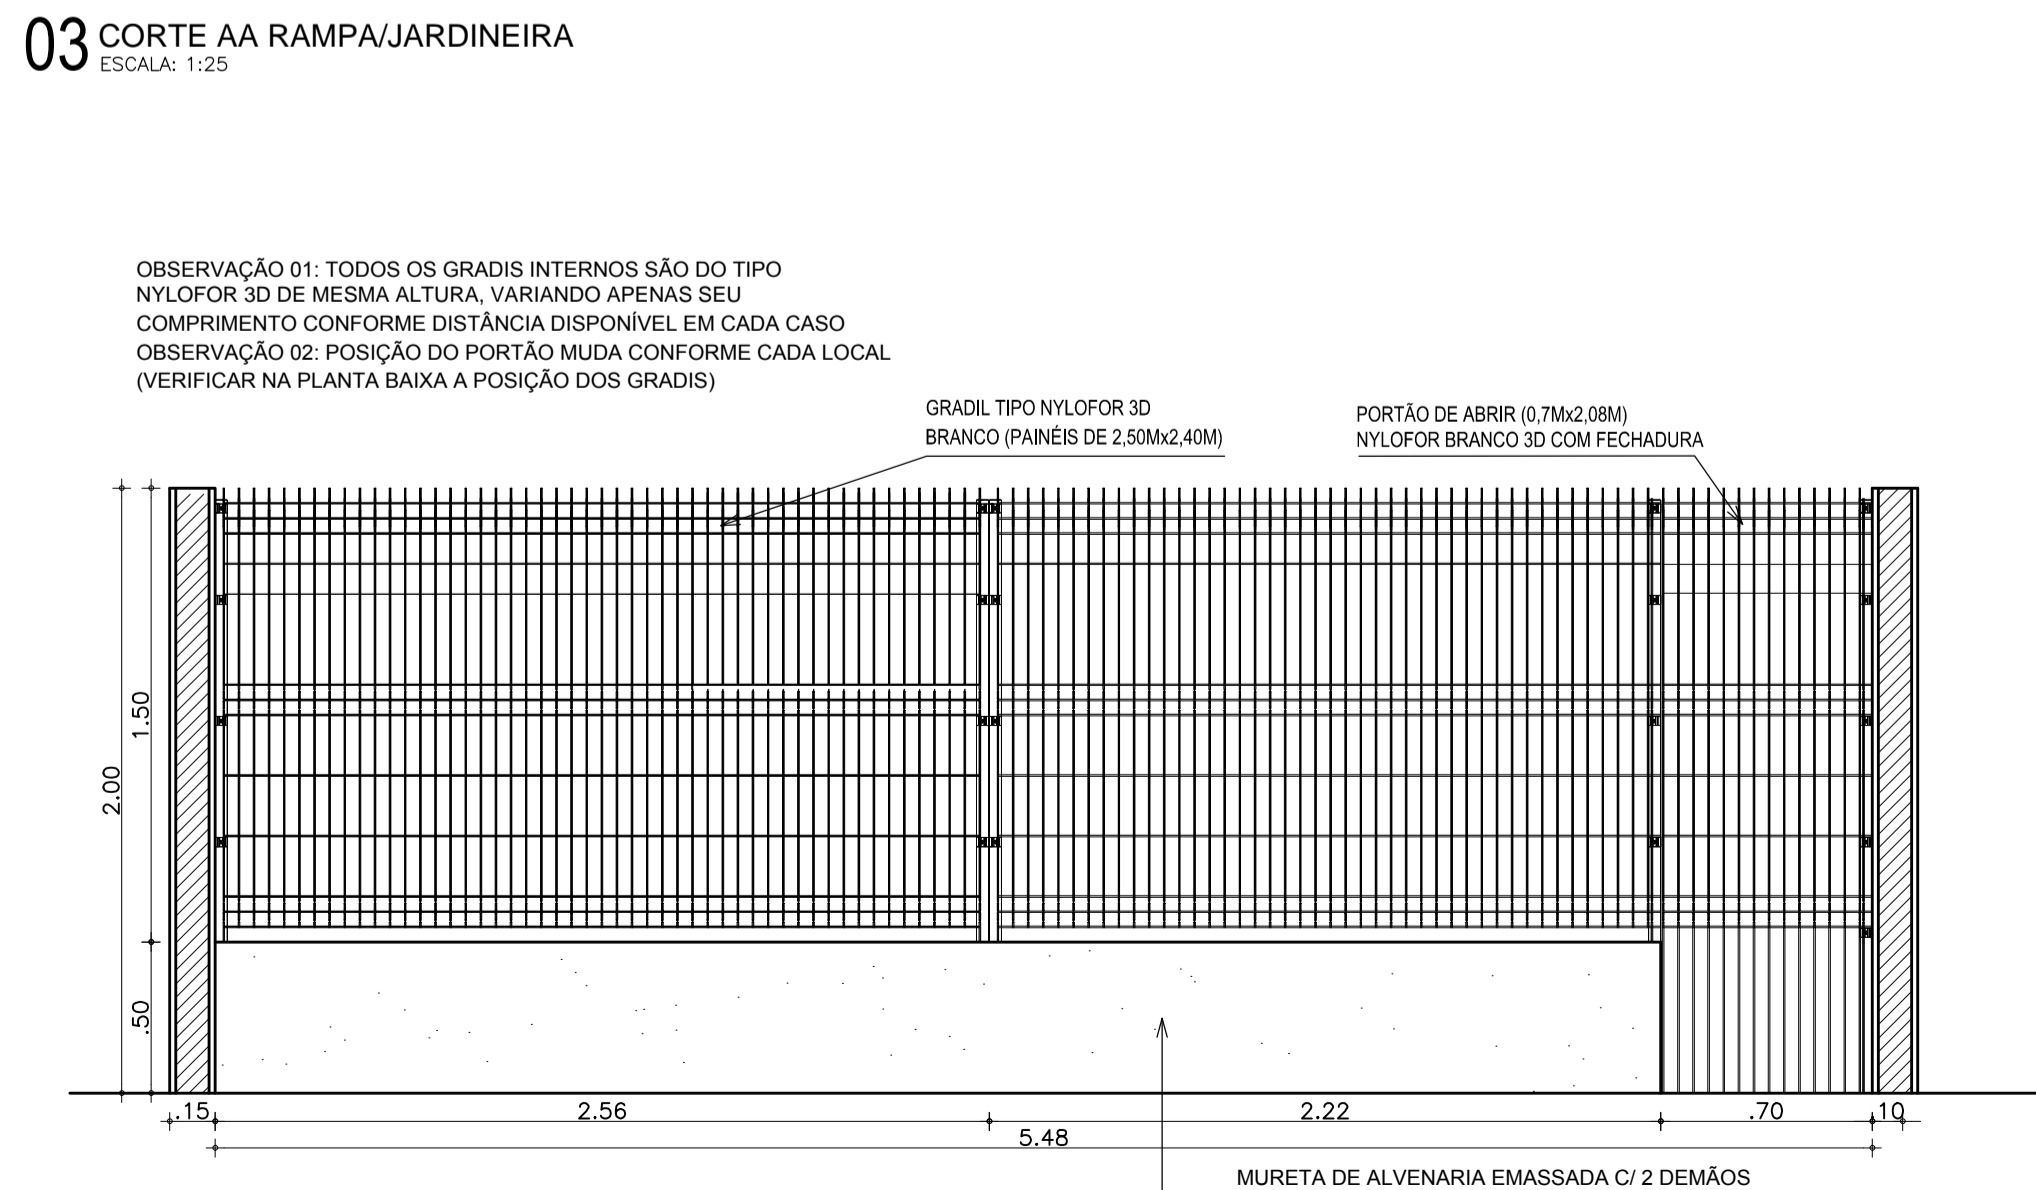 03 CORTE AA RAMPA/JARDINEIRA
ESCALA: 1:25
OBSERVAÇÃO 01: TODOS OS GRADIS INTERNOS SÃO DO TIPO
NYLOFOR 3D DE MESMA ALTURA, VARIANDO APENAS SEU
COMPRIMENTO CONFORME DISTÂNCIA DISPONÍVEL EM CADA CASO
OBSERVAÇÃO 02: POSIÇÃO DO PORTÃO MUDA CONFORME CADA LOCAL
(VERIFICAR NA PLANTA BAIXA A POSIÇÃO DOS GRADIS)
GRADIL TIPO NYLOFOR 3D
BRANCO (PAINÉIS DE 2,50Mx2,40M)
PORTÃO DE ABRIR (0,7Mx2,08M)
NYLOFOR BRANCO 3D COM FECHADURA
1.50
2.00
.50
.15
2.56
2.22
.70
.10
5.48
MURETA DE ALVENARIA EMASSADA C/ 2 DEMÃOS